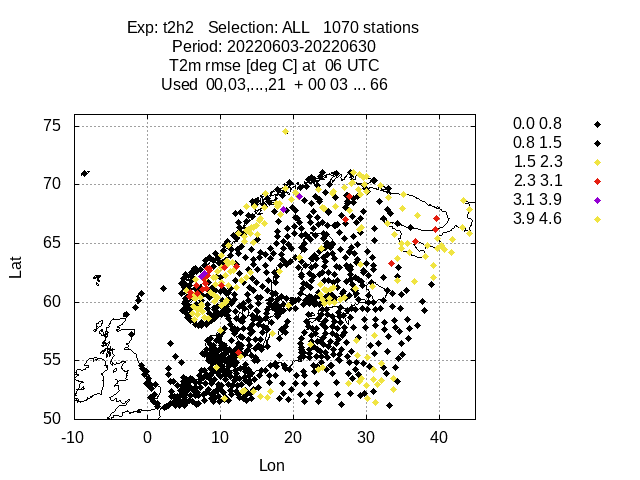 Exp: t2h2   Selection: ALL   1070 stations
Period: 20220603-20220630
T2m rmse [deg C] at  06 UTC
Used  00,03,...,21  + 00 03 ... 66
75
70
65
60
55
50
Lat
-10 0 10 20 30 40
Lon
0.0 0.8
0.8 1.5
1.5 2.3
2.3 3.1
3.1 3.9
3.9 4.6